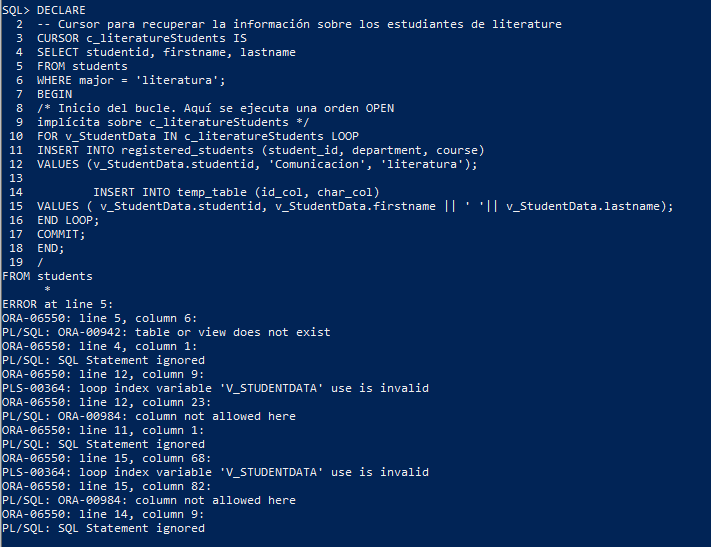 SQL> DECLARE
  2  -- Cursor para recuperar la información sobre los estudiantes de literature
  3  CURSOR c_literatureStudents IS
  4  SELECT studentid, firstname, lastname
  5  FROM students
  6  WHERE major = 'literatura';
  7  BEGIN
  8  /* Inicio del bucle. Aquí se ejecuta una orden OPEN
  9  implícita sobre c_literatureStudents */
 10  FOR v_StudentData IN c_literatureStudents LOOP
 11  INSERT INTO registered_students (student_id, department, course)
 12  VALUES (v_StudentData.studentid, 'Comunicacion', 'literatura');
 13
 14          INSERT INTO temp_table (id_col, char_col)
 15  VALUES ( v_StudentData.studentid, v_StudentData.firstname || ' '|| v_StudentData.lastname);
 16  END LOOP;
 17  COMMIT;
 18  END;
 19  /
FROM students
      *
ERROR at line 5:
ORA-06550: line 5, column 6:
PL/SQL: ORA-00942: table or view does not exist
ORA-06550: line 4, column 1:
PL/SQL: SQL Statement ignored
ORA-06550: line 12, column 9:
PLS-00364: loop index variable 'V_STUDENTDATA' use is invalid
ORA-06550: line 12, column 23:
PL/SQL: ORA-00984: column not allowed here
ORA-06550: line 11, column 1:
PL/SQL: SQL Statement ignored
ORA-06550: line 15, column 68:
PLS-00364: loop index variable 'V_STUDENTDATA' use is invalid
ORA-06550: line 15, column 82:
PL/SQL: ORA-00984: column not allowed here
ORA-06550: line 14, column 9:
PL/SQL: SQL Statement ignored